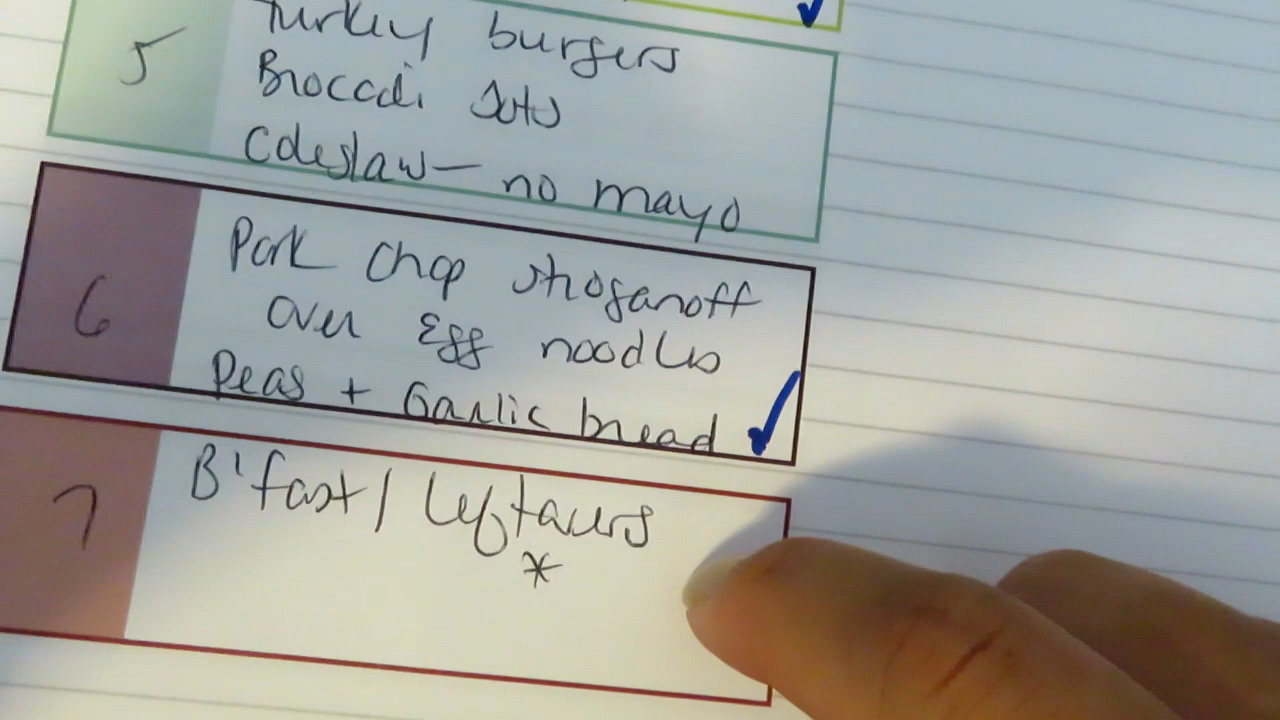 5
Turkey burgers
Broccoli
Coleslaw – no mayo
6
Pork chop stroganoff
over Egg noodles
Peas + Garlic bread ✓
7
B'fast / Leftovers
*